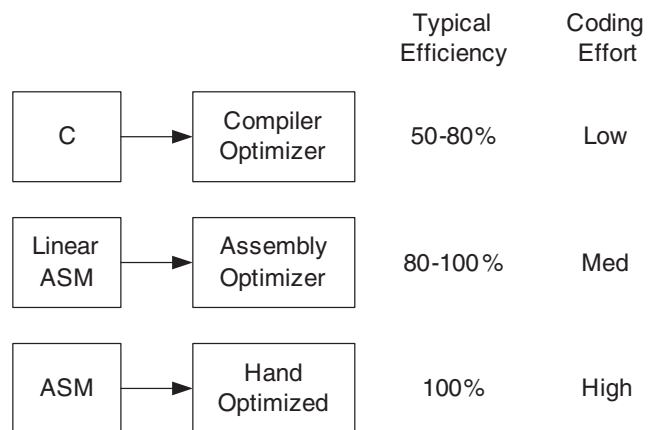 Typical
Efficiency
Coding
Effort
C
Compiler
Optimizer
50-80%
Low
Linear
ASM
Assembly
Optimizer
80-100%
Med
ASM
Hand
Optimized
100%
High